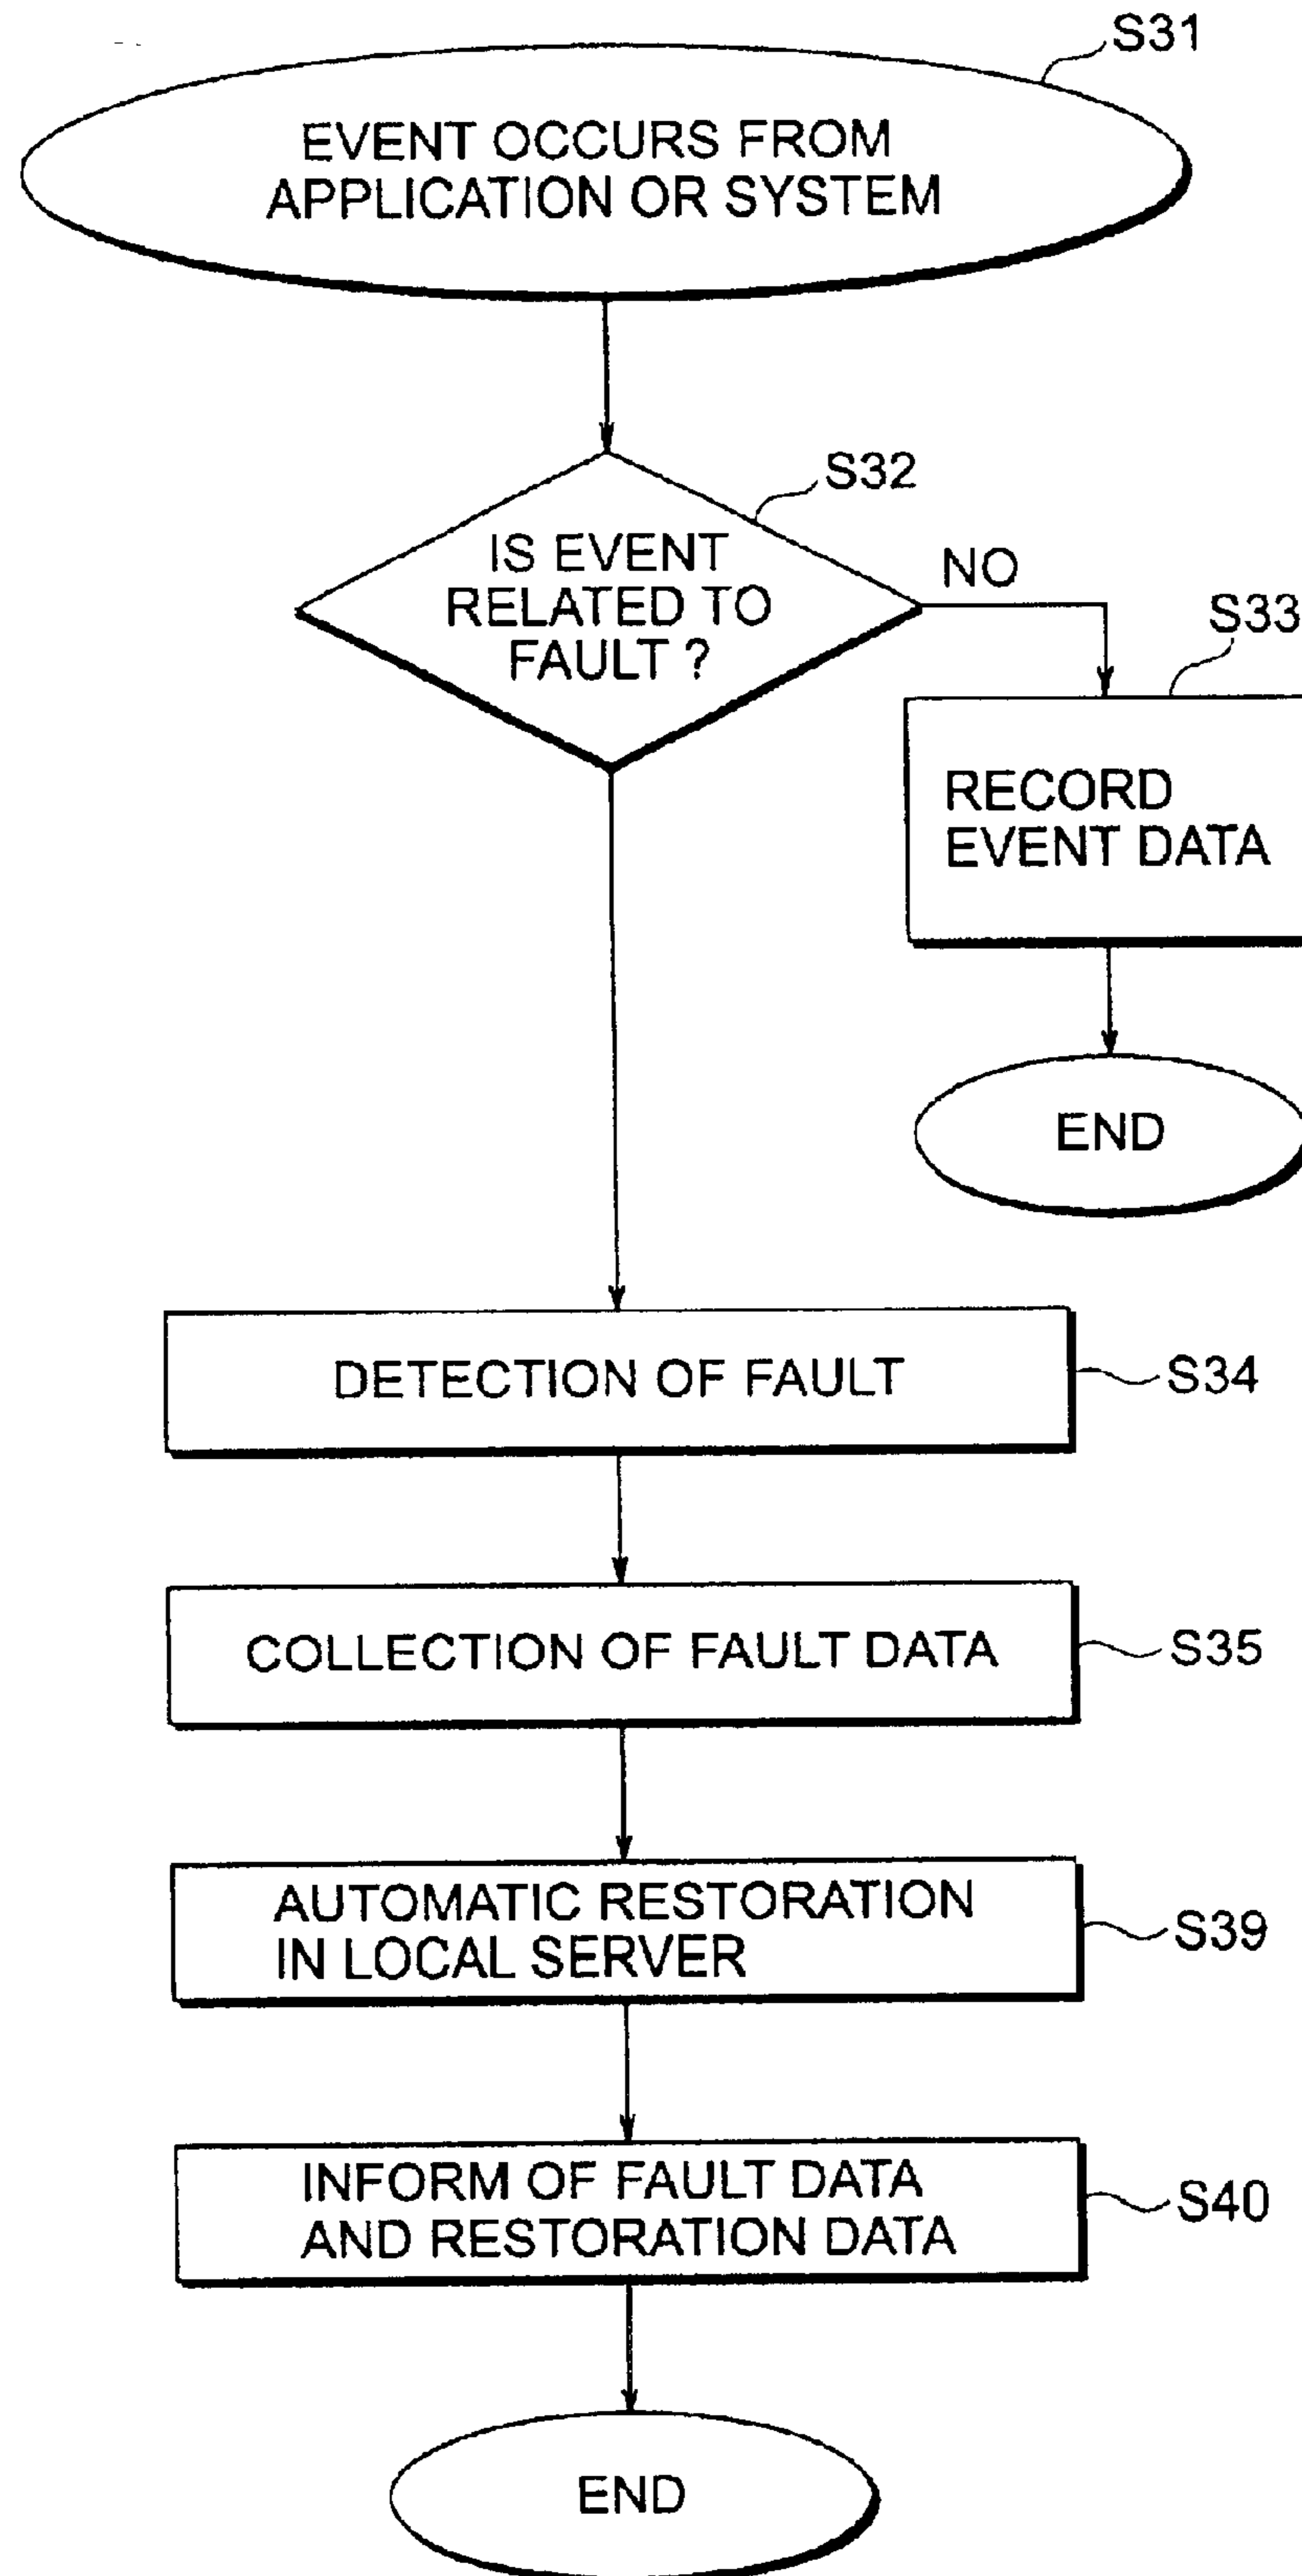 S31
EVENT OCCURS FROM
APPLICATION OR SYSTEM
S32
IS EVENT
RELATED TO
FAULT ?
NO
S33
RECORD
EVENT DATA
END
DETECTION OF FAULT
S34
COLLECTION OF FAULT DATA
S35
AUTOMATIC RESTORATION
IN LOCAL SERVER
S39
INFORM OF FAULT DATA
AND RESTORATION DATA
S40
END